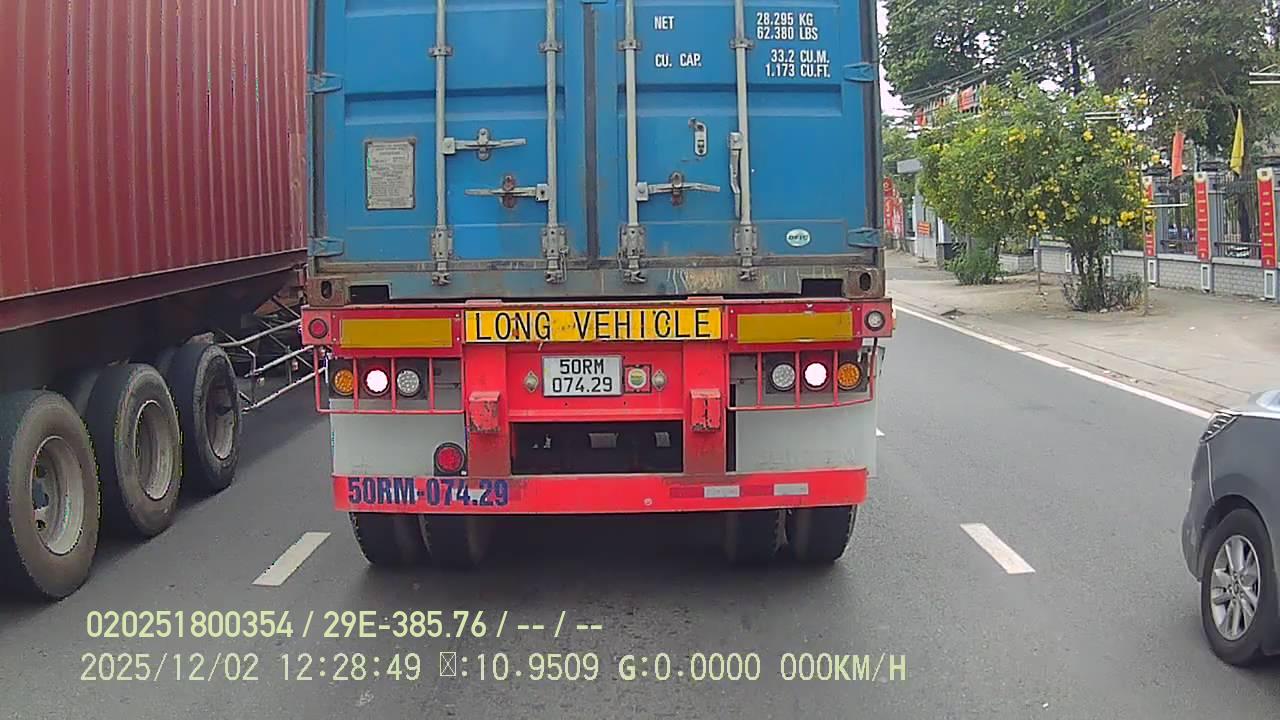 NET 28.295 KG
62.380 LBS
CU. CAP. 33.2 CU.M.
1.173 CU.FT.
LONG VEHICLE
50RM
074.29
50RM-074.29
020251800354 / 29E-385.76 / -- / --
2025/12/02 12:28:49 :10.9509 G:0.0000 000KM/H